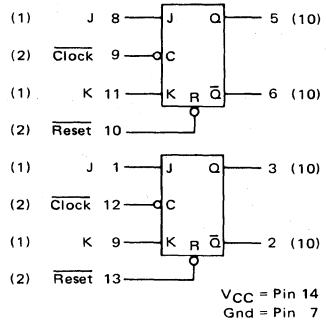 (1) J 8 J Q 5 (10)
(2) Clock 9 C
(1) K 11 K R Q 6 (10)
(2) Reset 10
(1) J 1 J Q 3 (10)
(2) Clock 12 C
(1) K 9 K R Q 2 (10)
(2) Reset 13
VCC = Pin 14
Gnd = Pin 7